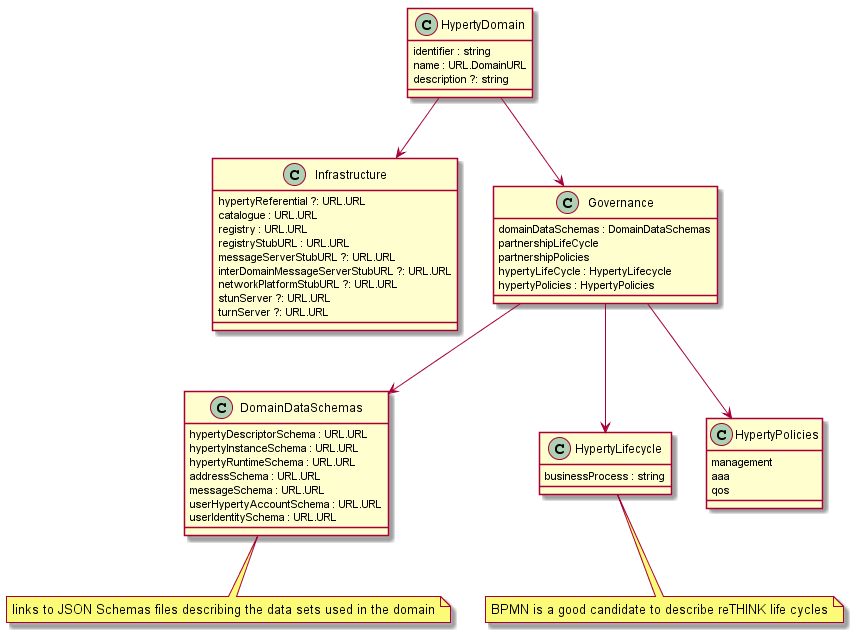 C HypertyDomain
identifier : string
name : URL.DomainURL
description ?: string
C Infrastructure
hypertyReferential ?: URL.URL
catalogue : URL.URL
registry : URL.URL
registryStubURL : URL.URL
messageServerStubURL ?: URL.URL
interDomainMessageServerStubURL ?: URL.URL
networkPlatformStubURL ?: URL.URL
stunServer ?: URL.URL
turnServer ?: URL.URL
C Governance
domainDataSchemas : DomainDataSchemas
partnershipLifeCycle
partnershipPolicies
hypertyLifeCycle : HypertyLifecycle
hypertyPolicies : HypertyPolicies
C DomainDataSchemas
hypertyDescriptorSchema : URL.URL
hypertyInstanceSchema : URL.URL
hypertyRuntimeSchema : URL.URL
addressSchema : URL.URL
messageSchema : URL.URL
userHypertyAccountSchema : URL.URL
userIdentitySchema : URL.URL
C HypertyLifecycle
businessProcess : string
C HypertyPolicies
management
aaa
qos
links to JSON Schemas files describing the data sets used in the domain
BPMN is a good candidate to describe reTHINK life cycles